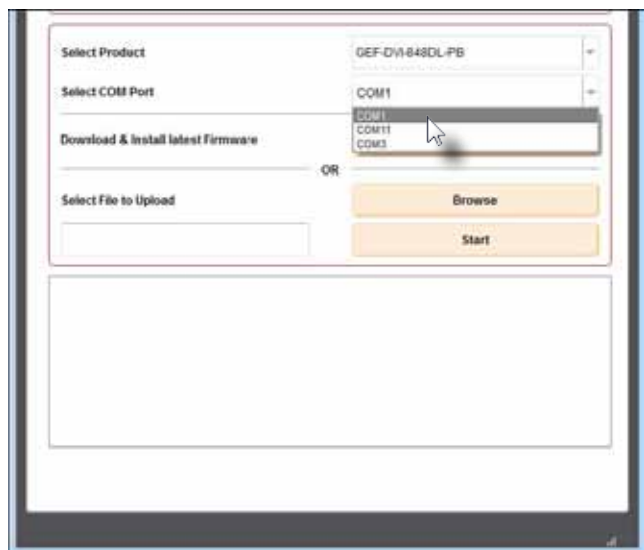 Select Product
GEF-DVI-848DL-PB
Select COM Port
COM1
COM1
COM11
COM3
Download & Install latest Firmware
OR
Select File to Upload
Browse
Start